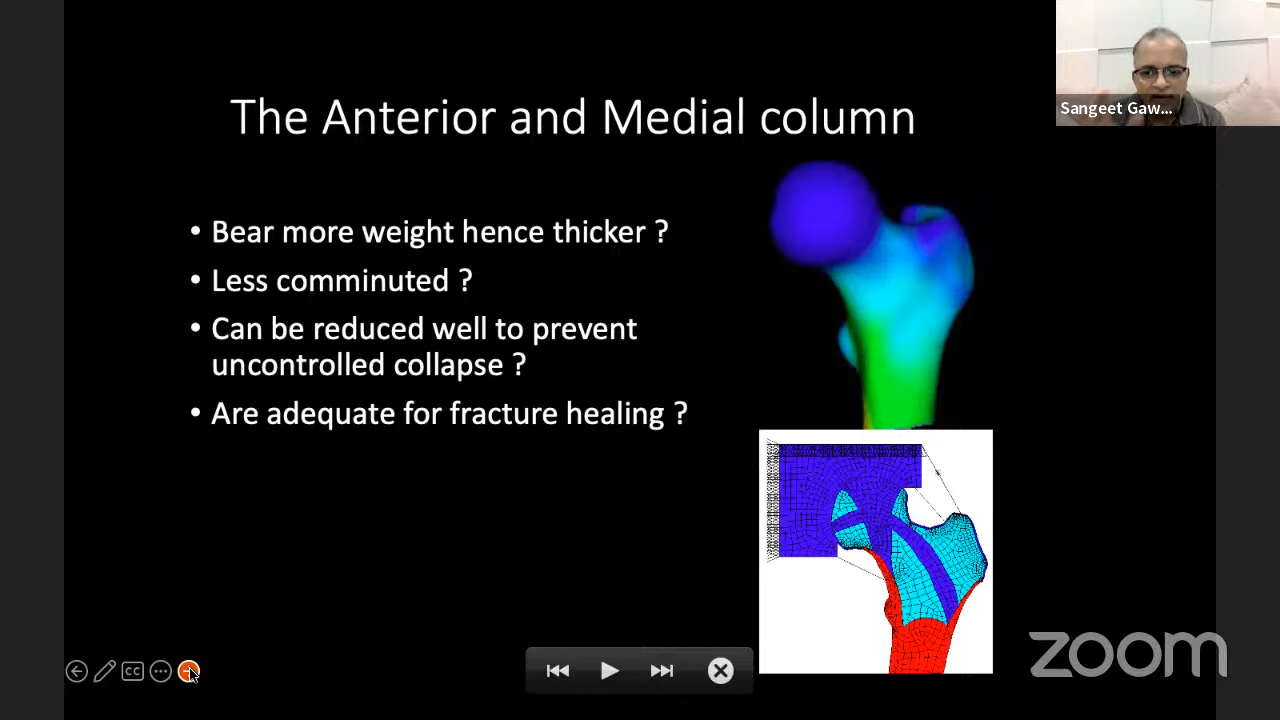 The Anterior and Medial column
Sangeet Gaw...
• Bear more weight hence thicker ?
• Less comminuted ?
• Can be reduced well to prevent
uncontrolled collapse ?
• Are adequate for fracture healing ?
CC
zoom